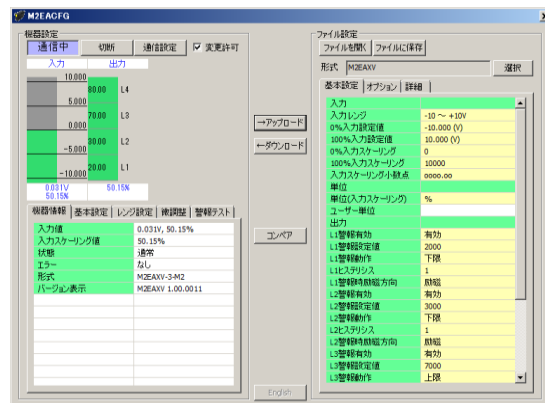 M2EACFG
機器設定
通信中 切断 通信設定 変更許可
入力 出力
10.000
80.00 L4
5.000
70.00 L3
0.000
30.00 L2
-5.000
20.00 L1
-10.000
0.031V 50.15%
50.15%
機器情報 基本設定 レンジ設定 微調整 警報テスト
入力値 0.031V, 50.15%
入力スケーリング値 50.15%
状態 通常
エラー なし
形式 M2EAXV-3-M2
バージョン表示 M2EAXV 1.00.0011
→アップロード
←ダウンロード
コンペア
English
ファイル設定
ファイルを開く ファイルに保存
形式 M2EAXV 選択
基本設定 オプション 詳細
入力
入力レンジ -10 ～ +10V
0%入力設定値 -10.000 (V)
100%入力設定値 10.000 (V)
0%入力スケーリング 0
100%入力スケーリング 10000
入力スケーリング小数点 oooo.oo
単位
単位(入力スケーリング) %
ユーザー単位
出力
L1警報有効 有効
L1警報設定値 2000
L1警報動作 下限
L1ヒステリシス 1
L1警報時励磁方向 励磁
L2警報有効 有効
L2警報設定値 3000
L2警報動作 下限
L2ヒステリシス 1
L2警報時励磁方向 励磁
L3警報有効 有効
L3警報設定値 7000
L3警報動作 上限